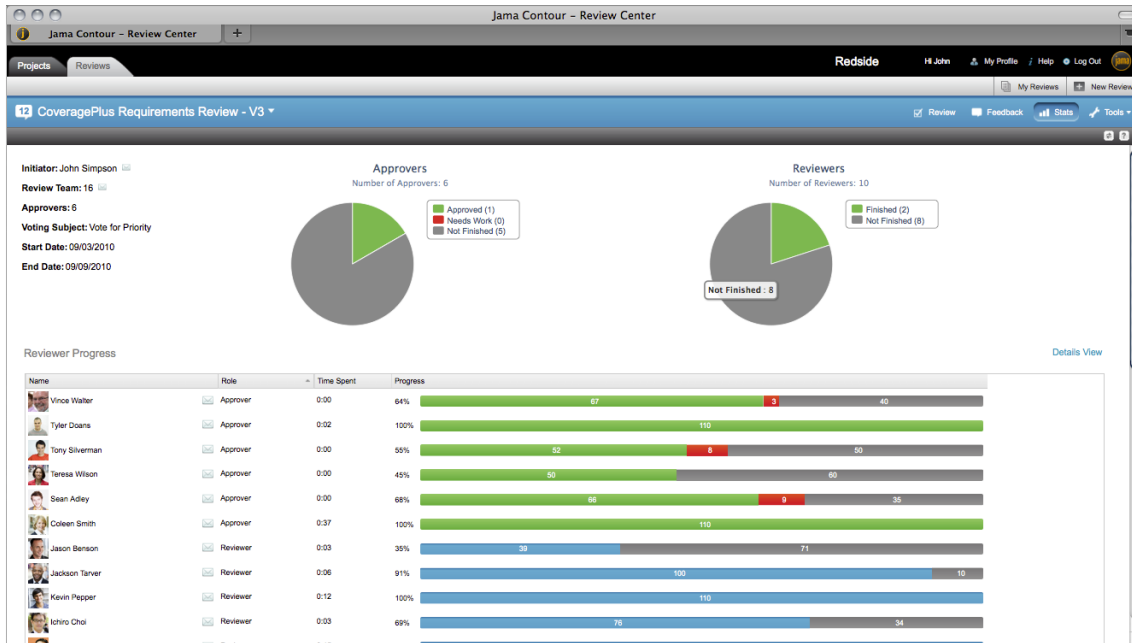 Jama Contour – Review Center
Jama Contour – Review Center
+
Projects
Reviews
Redside
Hi John
My Profile
i Help
Log Out
jama
My Reviews
New Review
12 CoveragePlus Requirements Review - V3
Review
Feedback
Stats
Tools
Initiator: John Simpson
Review Team: 16
Approvers: 6
Voting Subject: Vote for Priority
Start Date: 09/03/2010
End Date: 09/09/2010
Approvers
Number of Approvers: 6
Approved (1)
Needs Work (0)
Not Finished (5)
Reviewers
Number of Reviewers: 10
Finished (2)
Not Finished (8)
Not Finished : 8
Reviewer Progress
Details View
Name Role Time Spent Progress
Vince Walter Approver 0:00 64% 67 3 40
Tyler Doans Approver 0:02 100% 110
Tony Silverman Approver 0:00 55% 52 8 50
Teresa Wilson Approver 0:00 45% 50 60
Sean Adley Approver 0:00 68% 66 9 35
Coleen Smith Approver 0:37 100% 110
Jason Benson Reviewer 0:03 35% 39 71
Jackson Tarver Reviewer 0:06 91% 100 10
Kevin Pepper Reviewer 0:12 100% 110
Ichiro Choi Reviewer 0:03 69% 76 34